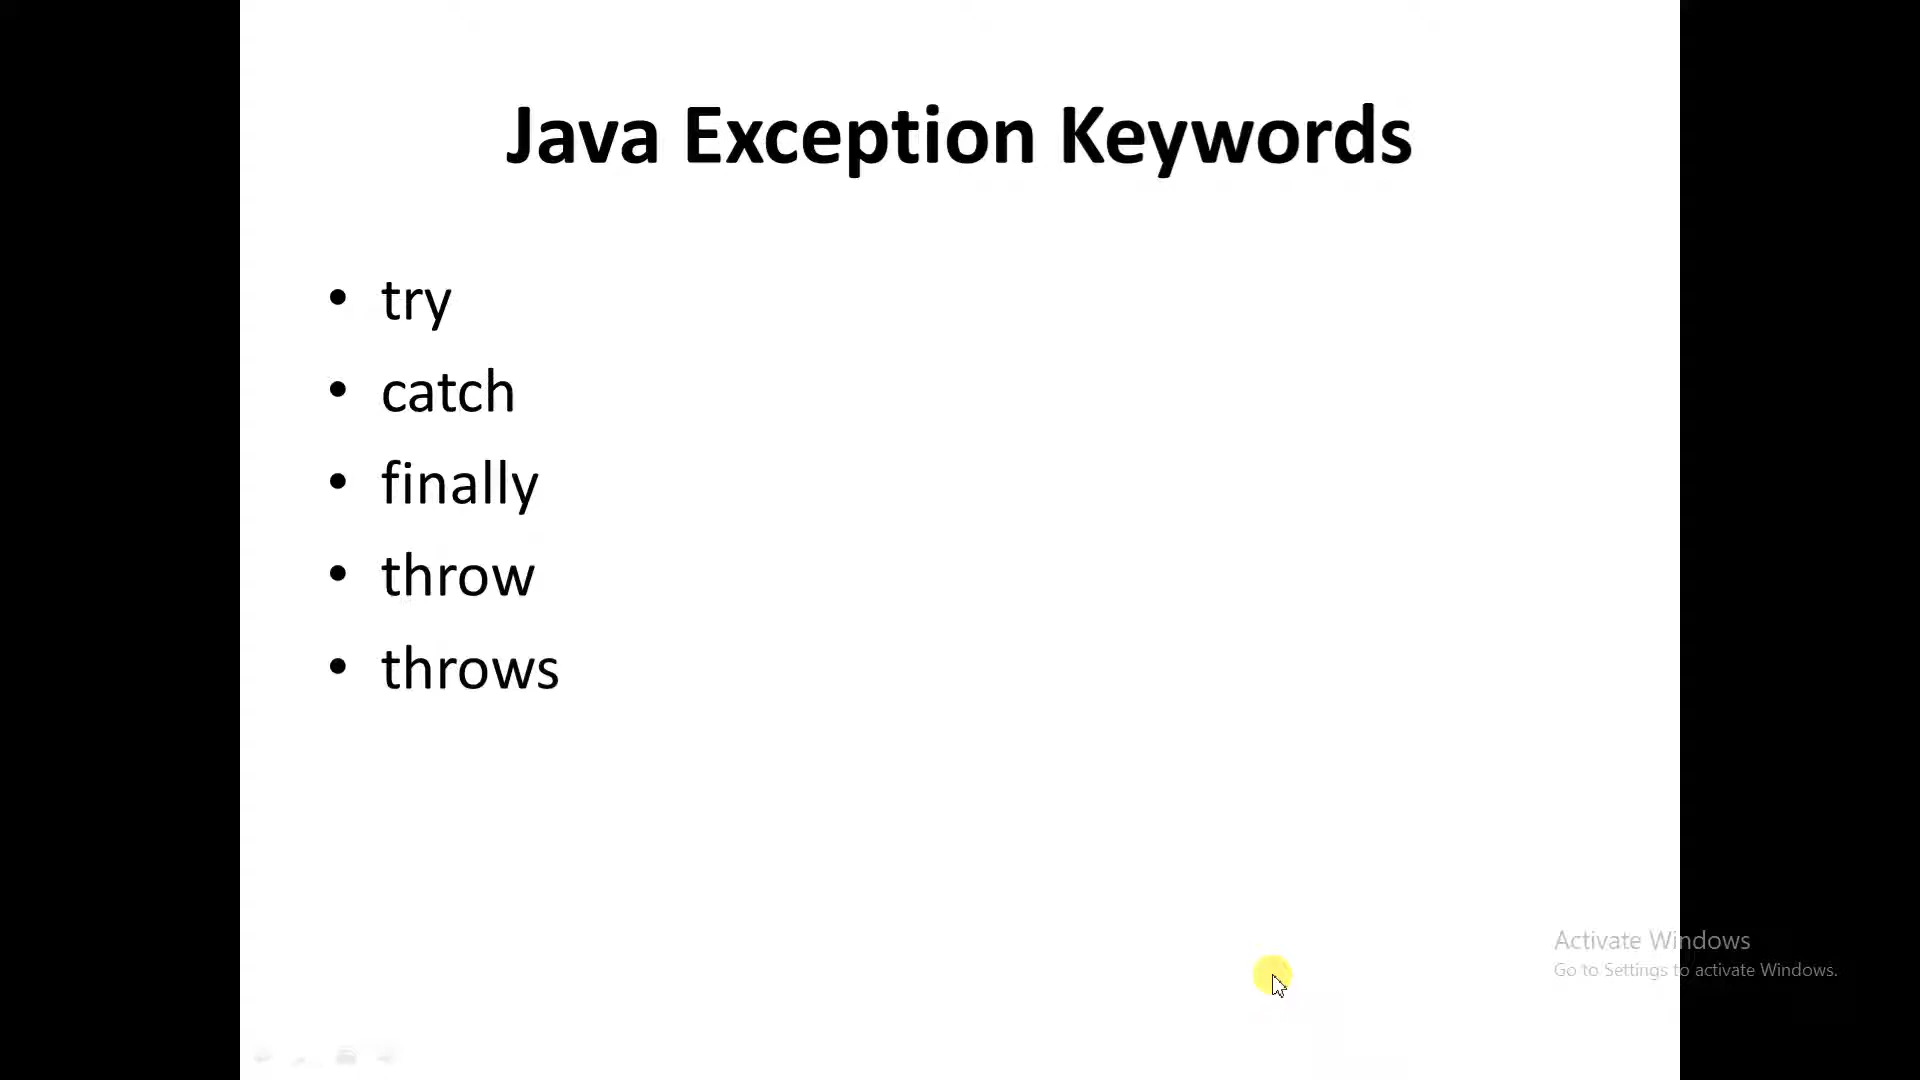 Java Exception Keywords
• try
• catch
• finally
• throw
• throws
Activate Windows
Go to Settings to activate Windows.